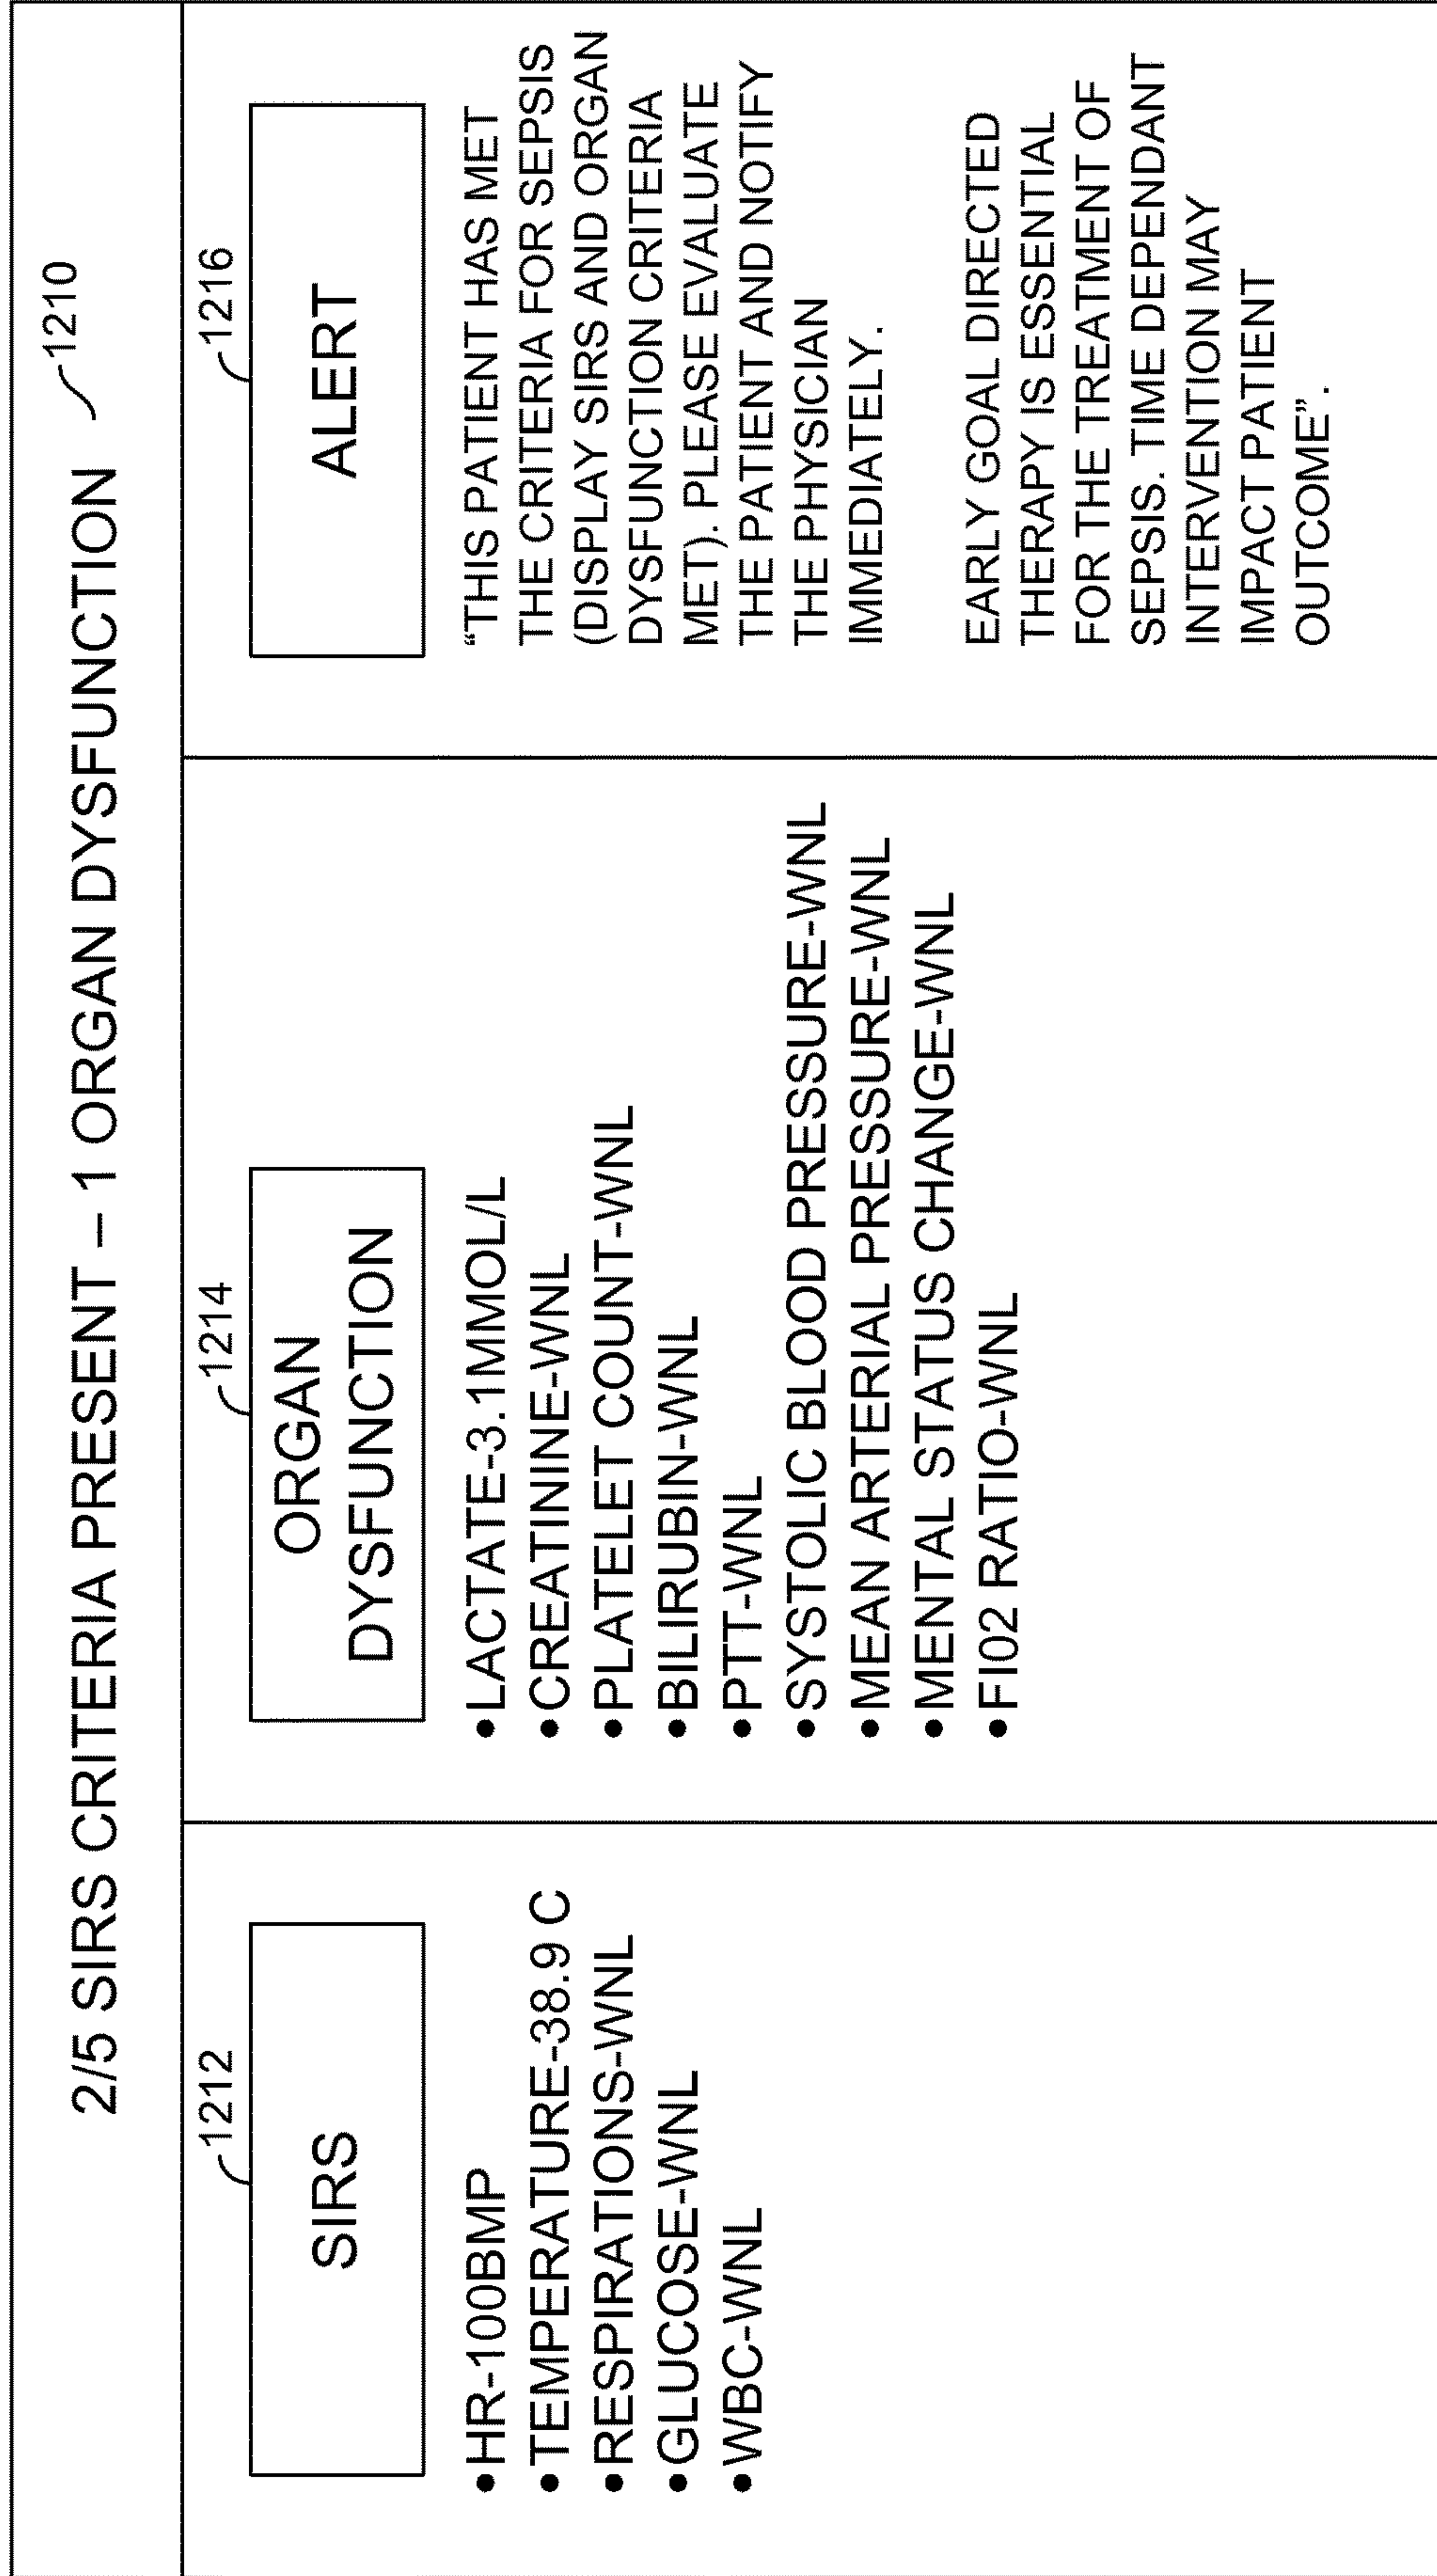 2/5 SIRS CRITERIA PRESENT – 1 ORGAN DYSFUNCTION
1210
1212
SIRS
•HR-100BMP
•TEMPERATURE-38.9 C
•RESPIRATIONS-WNL
•GLUCOSE-WNL
•WBC-WNL
1214
ORGAN
DYSFUNCTION
•LACTATE-3.1MMOL/L
•CREATININE-WNL
•PLATELET COUNT-WNL
•BILIRUBIN-WNL
•PTT-WNL
•SYSTOLIC BLOOD PRESSURE-WNL
•MEAN ARTERIAL PRESSURE-WNL
•MENTAL STATUS CHANGE-WNL
•FI02 RATIO-WNL
1216
ALERT
“THIS PATIENT HAS MET
THE CRITERIA FOR SEPSIS
(DISPLAY SIRS AND ORGAN
DYSFUNCTION CRITERIA
MET). PLEASE EVALUATE
THE PATIENT AND NOTIFY
THE PHYSICIAN
IMMEDIATELY.
EARLY GOAL DIRECTED
THERAPY IS ESSENTIAL
FOR THE TREATMENT OF
SEPSIS. TIME DEPENDANT
INTERVENTION MAY
IMPACT PATIENT
OUTCOME”.